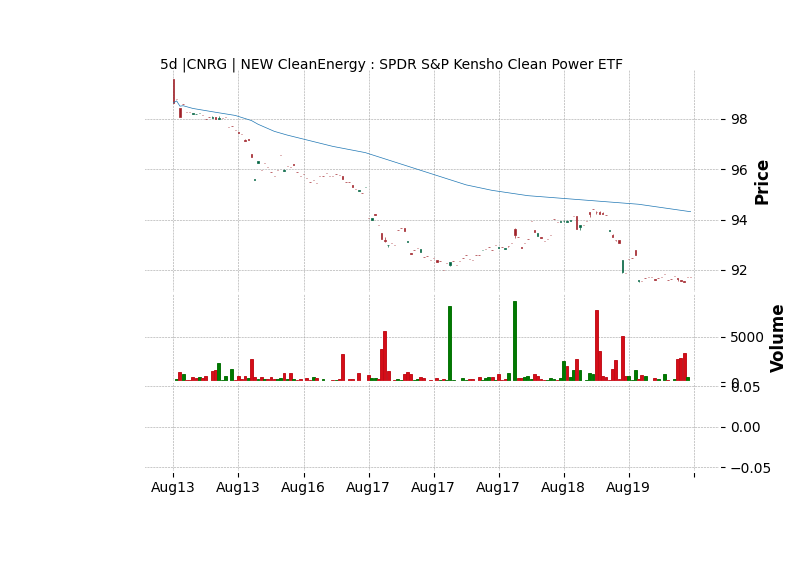 5d |CNRG | NEW CleanEnergy : SPDR S&P Kensho Clean Power ETF
98
96
94
92
Price
5000
0
Volume
0.05
0.00
−0.05
Aug13 Aug13 Aug16 Aug17 Aug17 Aug17 Aug18 Aug19